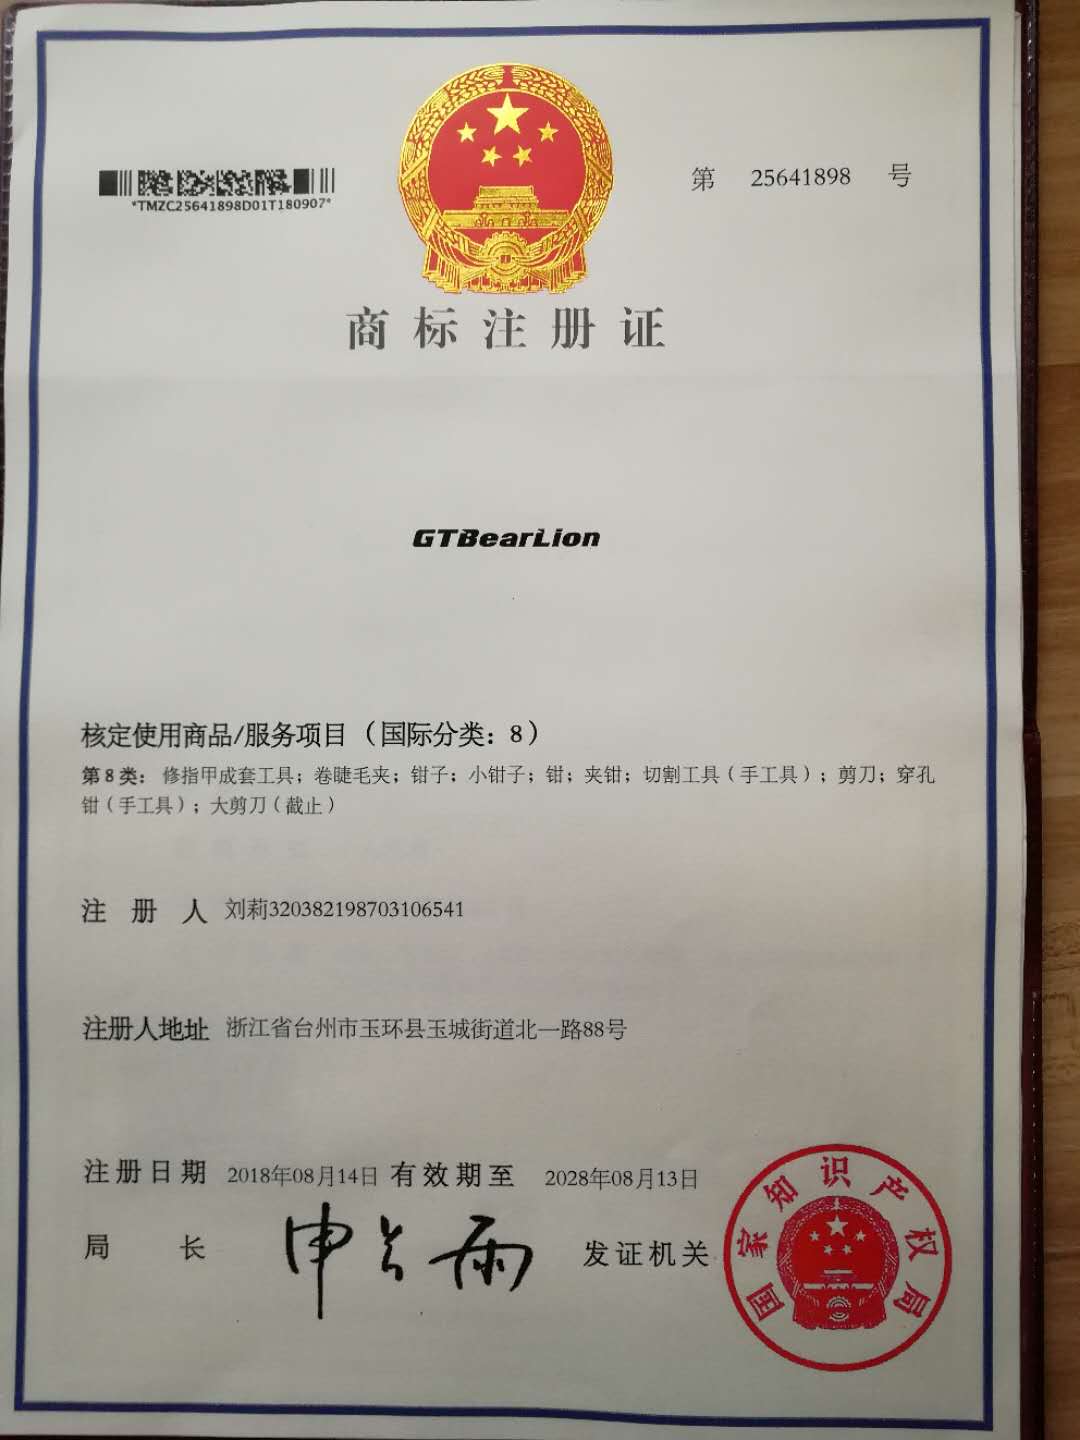 *TMZC25641898D01T180907*
第 25641898 号
商标注册证
GTBearLion
核定使用商品/服务项目（国际分类：8）
第8类：修指甲成套工具；卷睫毛夹；钳子；小钳子；钳；夹钳；切割工具（手工具）；剪刀；穿孔
钳（手工具）；大剪刀（截止）
注册人 刘莉320382198703106541
注册人地址 浙江省台州市玉环县玉城街道北一路88号
注册日期 2018年08月14日 有效期至 2028年08月13日
局长 申长雨 发证机关
国家知识产权局